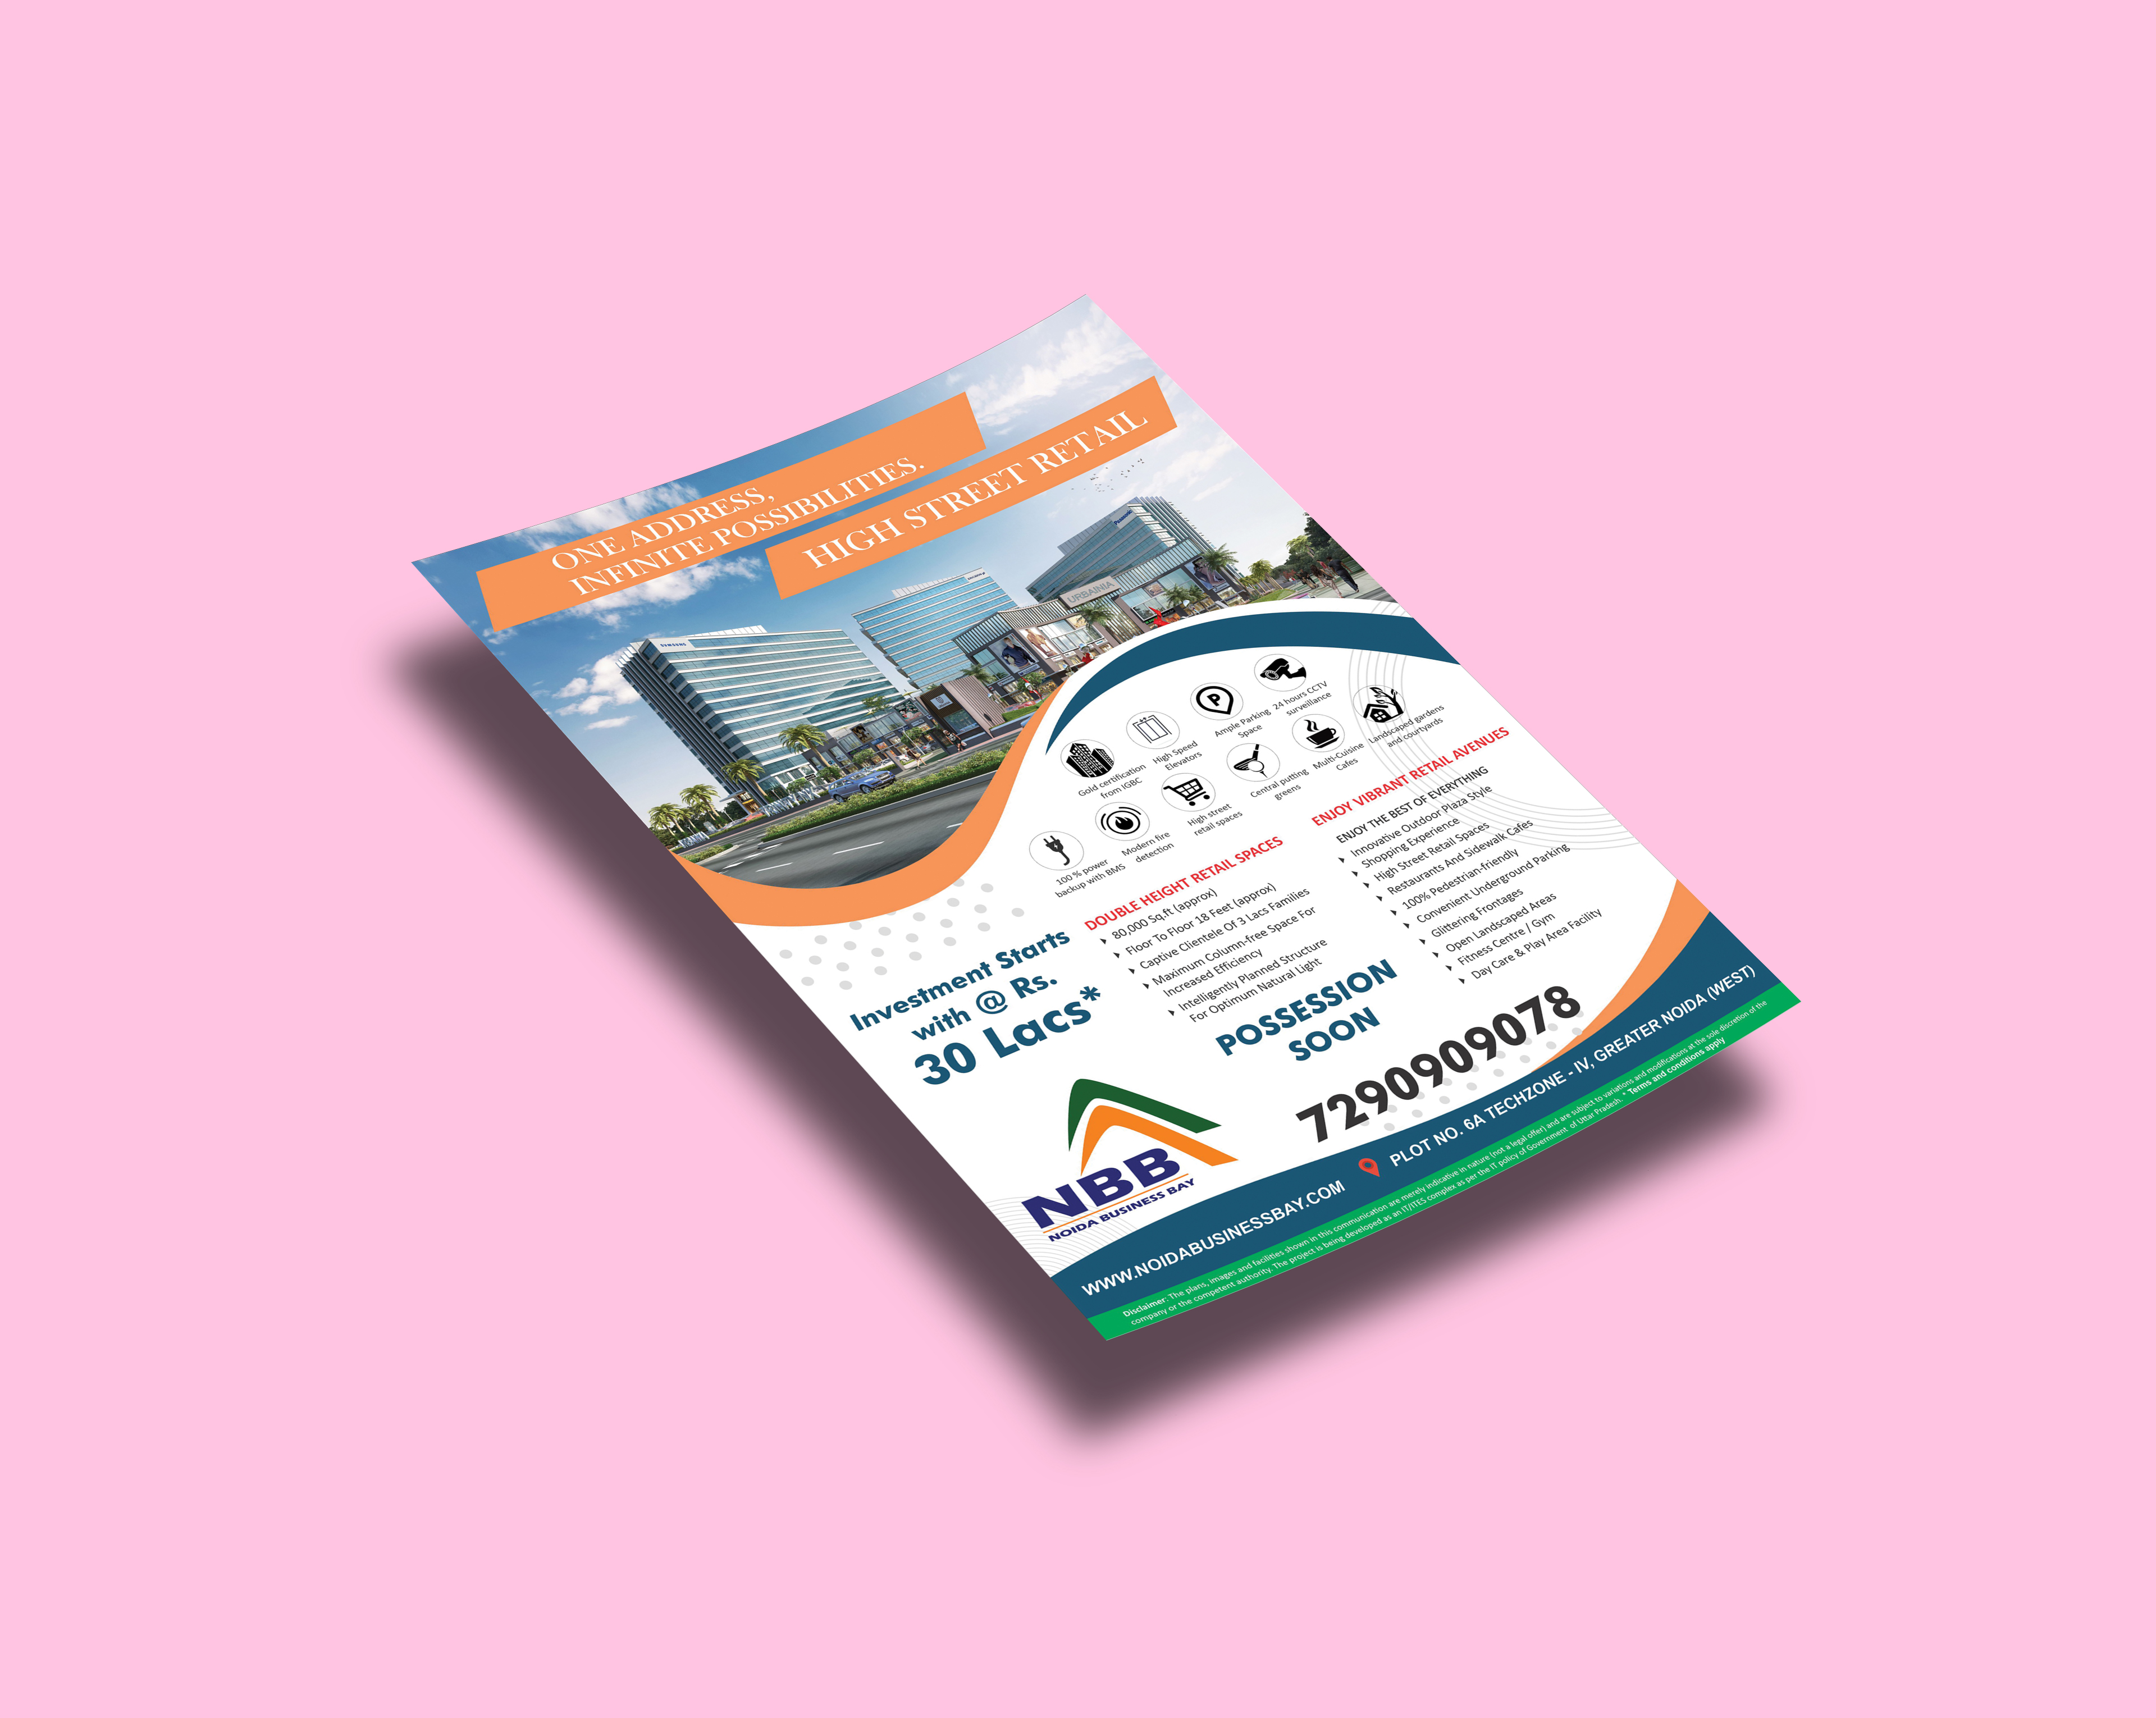 ONE ADDRESS,
INFINITE POSSIBILITIES.
HIGH STREET RETAIL
SAMSUNG
Panasonic
URBAINIA
Gold certification
from IGBC
High Speed
Elevators
Ample Parking
Space
24 hours CCTV
surveillance
100 % power
backup with BMS
Modern fire
detection
High street
retail spaces
Central putting
greens
Multi-Cuisine
Cafes
Landscaped gardens
and courtyards
Investment Starts
with @ Rs.
30 Lacs*
DOUBLE HEIGHT RETAIL SPACES
80,000 Sq.ft (approx)
Floor To Floor 18 Feet (approx)
Captive Clientele Of 3 Lacs Families
Maximum Column-free Space For
Increased Efficiency
Intelligently Planned Structure
For Optimum Natural Light
ENJOY VIBRANT RETAIL AVENUES
ENJOY THE BEST OF EVERYTHING
Innovative Outdoor Plaza Style
Shopping Experience
High Street Retail Spaces
Restaurants And Sidewalk Cafes
100% Pedestrian-friendly
Convenient Underground Parking
Glittering Frontages
Open Landscaped Areas
Fitness Centre / Gym
Day Care & Play Area Facility
POSSESSION
SOON
7290909078
NBB
NOIDA BUSINESS BAY
WWW.NOIDABUSINESSBAY.COM PLOT NO. 6A TECHZONE - IV, GREATER NOIDA (WEST)
Disclaimer: The plans, images and facilities shown in this communication are merely indicative in nature (not a legal offer) and are subject to variations and modifications at the sole discretion of the
company or the competent authority. The project is being developed as an IT/ITES complex as per the IT policy of Government of Uttar Pradesh. * Terms and conditions apply